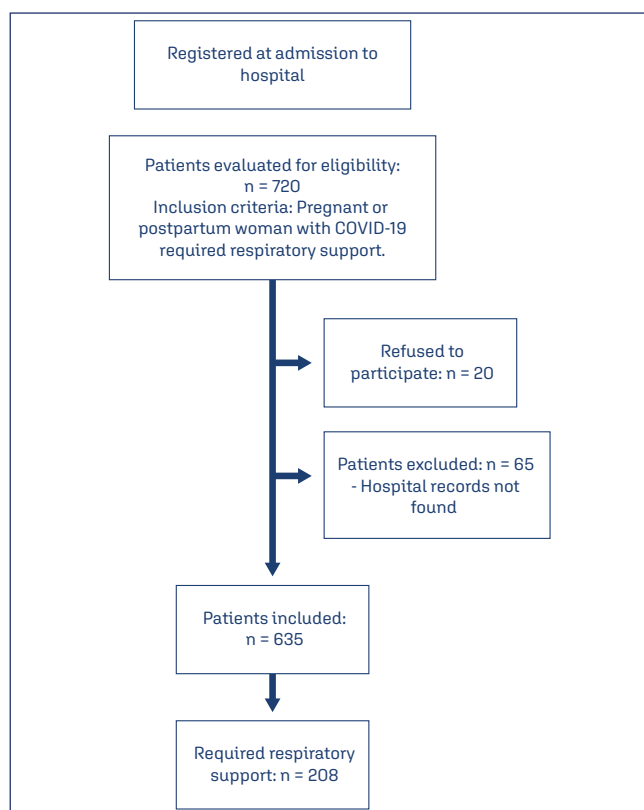 Registered at admission to
hospital
Patients evaluated for eligibility:
n = 720
Inclusion criteria: Pregnant or
postpartum woman with COVID-19
required respiratory support.
Refused to
participate: n = 20
Patients excluded: n = 65
- Hospital records not
found
Patients included:
n = 635
Required respiratory
support: n = 208